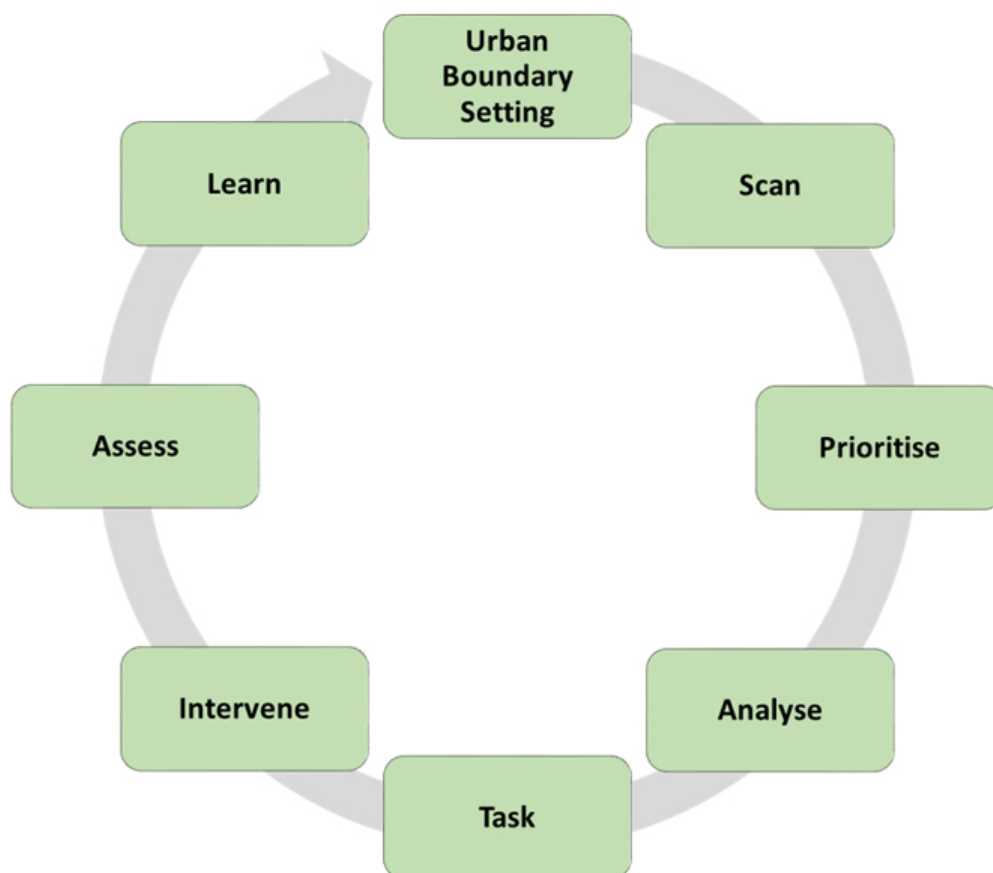 Urban
Boundary
Setting
Scan
Prioritise
Analyse
Task
Intervene
Assess
Learn